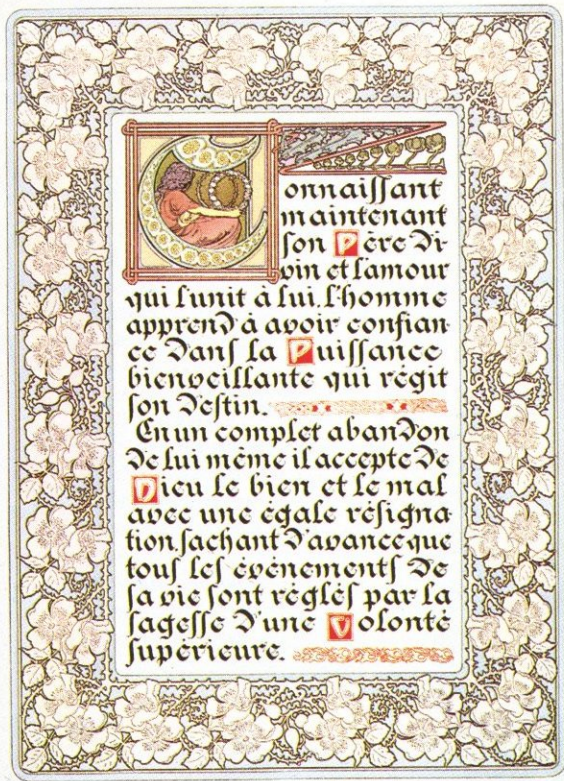 Connaissant
maintenant
son Père Di-
vin et l'amour
qui l'unit à lui, l'homme
apprend à avoir confian-
ce dans la Puissance
bienveillante qui régit
son destin.
En un complet abandon
de lui même il accepte de
Dieu le bien et le mal
avec une égale résigna-
tion, sachant d'avance que
tous les événements de
sa vie sont réglés par la
sagesse d'une Volonté
supérieure.